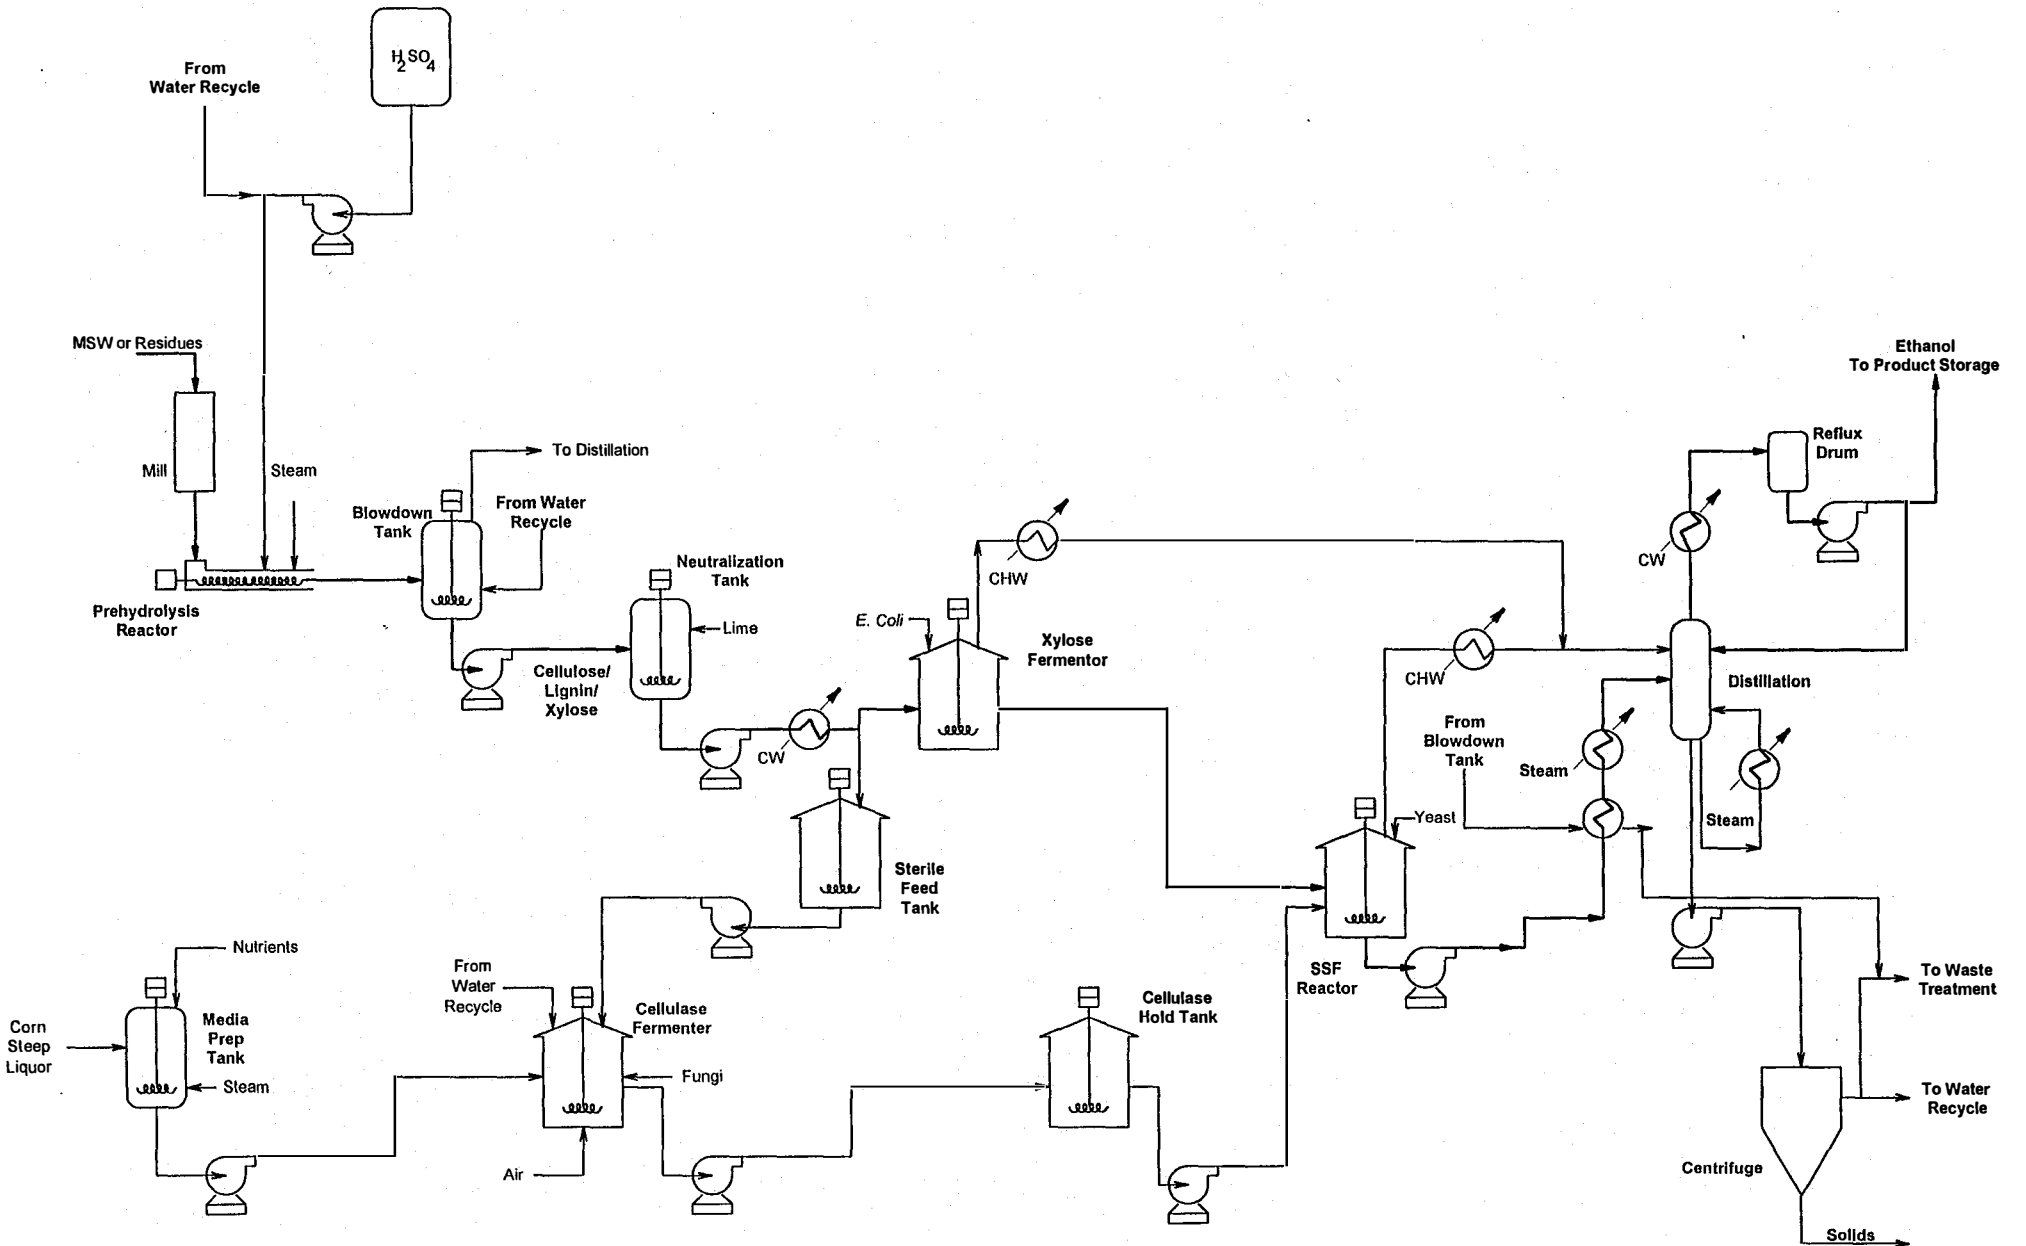 H2SO4
From
Water Recycle
MSW or Residues
Mill
Steam
Prehydrolysis
Reactor
To Distillation
Blowdown
Tank
From Water
Recycle
Cellulose/
Lignin/
Xylose
Neutralization
Tank
Lime
CW
E. Coli
Xylose
Fermentor
CHW
CHW
Sterile
Feed
Tank
Ethanol
To Product Storage
Reflux
Drum
CW
Distillation
From
Blowdown
Tank
Steam
Steam
Yeast
SSF
Reactor
Nutrients
Corn
Steep
Liquor
Media
Prep
Tank
Steam
From
Water
Recycle
Cellulase
Fermenter
Fungi
Air
Cellulase
Hold Tank
To Waste
Treatment
To Water
Recycle
Centrifuge
Solids